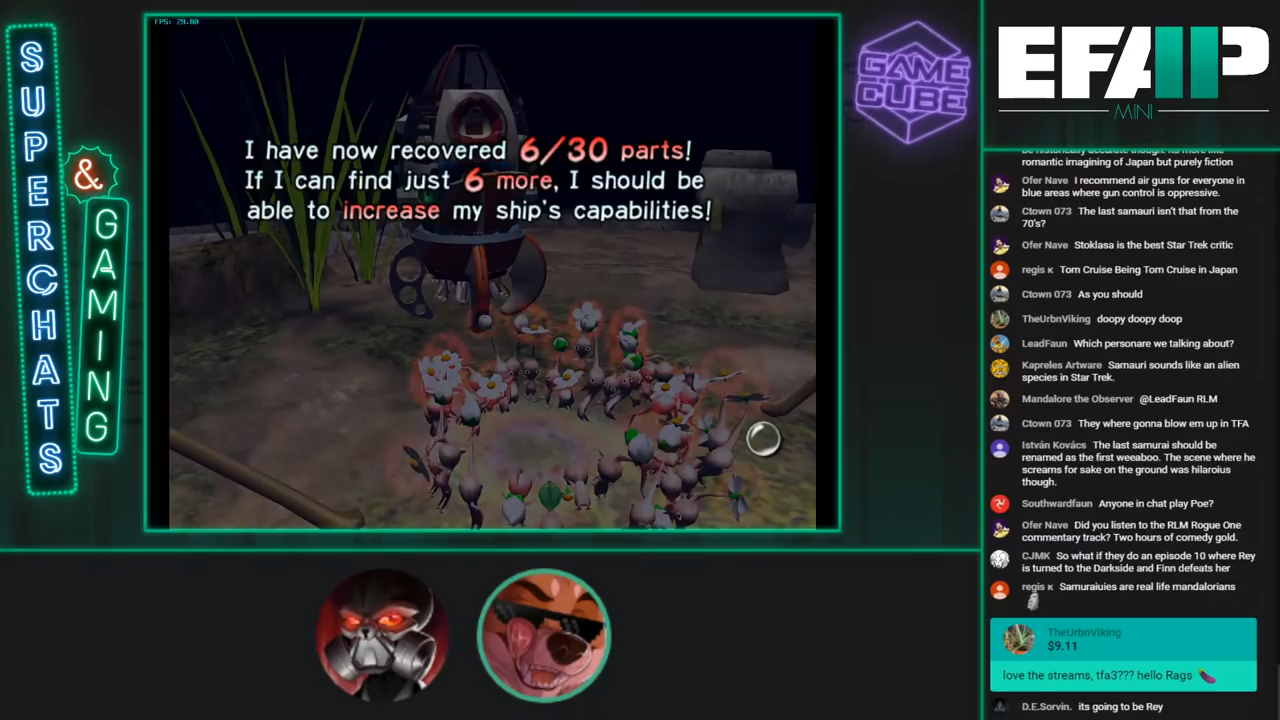 FPS: 29.80
SUPERCHATS
&
GAMING
GAME
CUBE
EFAP
MINI
I have now recovered 6/30 parts!
If I can find just 6 more, I should be
able to increase my ship's capabilities!
be historically accurate though. its more like
romantic imagining of Japan but purely fiction
Ofer Nave I recommend air guns for everyone in
blue areas where gun control is oppressive.
Ctown 073 The last samauri isn't that from the
70's?
Ofer Nave Stoklasa is the best Star Trek critic
regis κ Tom Cruise Being Tom Cruise in Japan
Ctown 073 As you should
TheUrbnViking doopy doopy doop
LeadFaun Which personare we talking about?
Kapreles Artware Samauri sounds like an alien
species in Star Trek.
Mandalore the Observer @LeadFaun RLM
Ctown 073 They where gonna blow em up in TFA
István Kovács The last samurai should be
renamed as the first weeaboo. The scene where he
screams for sake on the ground was hilaroius
though.
Southwardfaun Anyone in chat play Poe?
Ofer Nave Did you listen to the RLM Rogue One
commentary track? Two hours of comedy gold.
CJMK So what if they do an episode 10 where Rey
is turned to the Darkside and Finn defeats her
regis κ Samuraiuies are real life mandalorians
TheUrbnViking
$9.11
love the streams, tfa3??? hello Rags 🍆
D.E.Sorvin. its going to be Rey